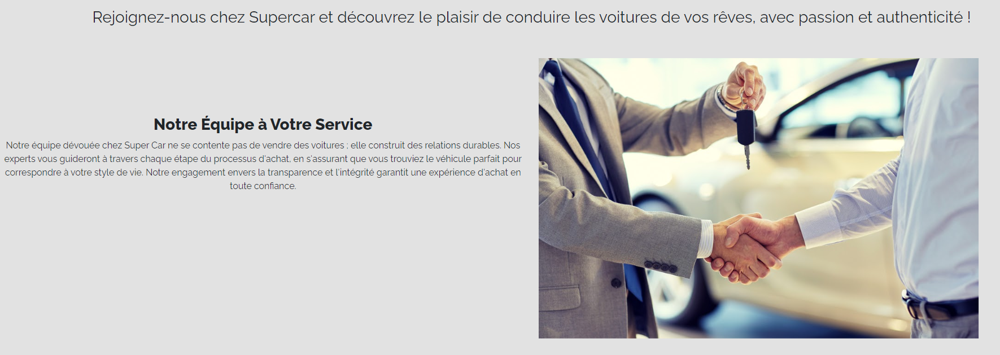 Rejoignez-nous chez Supercar et découvrez le plaisir de conduire les voitures de vos rêves, avec passion et authenticité !
Notre Équipe à Votre Service
Notre équipe dévouée chez Super Car ne se contente pas de vendre des voitures ; elle construit des relations durables. Nos
experts vous guideront à travers chaque étape du processus d'achat, en s'assurant que vous trouviez le véhicule parfait pour
correspondre à votre style de vie. Notre engagement envers la transparence et l'intégrité garantit une expérience d'achat en
toute confiance.